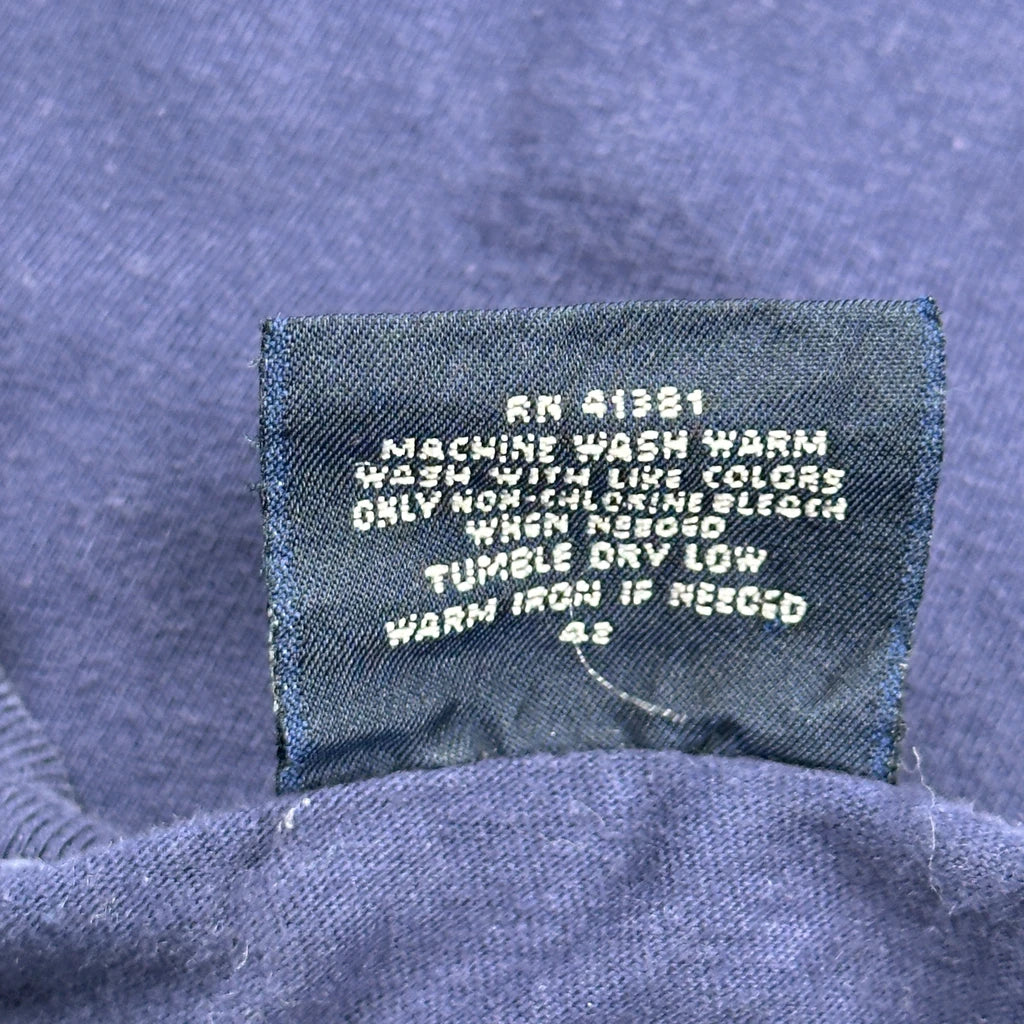 RN 41381
MACHINE WASH WARM
WASH WITH LIKE COLORS
ONLY NON-CHLORINE BLEACH
WHEN NEEDED
TUMBLE DRY LOW
WARM IRON IF NEEDED
42